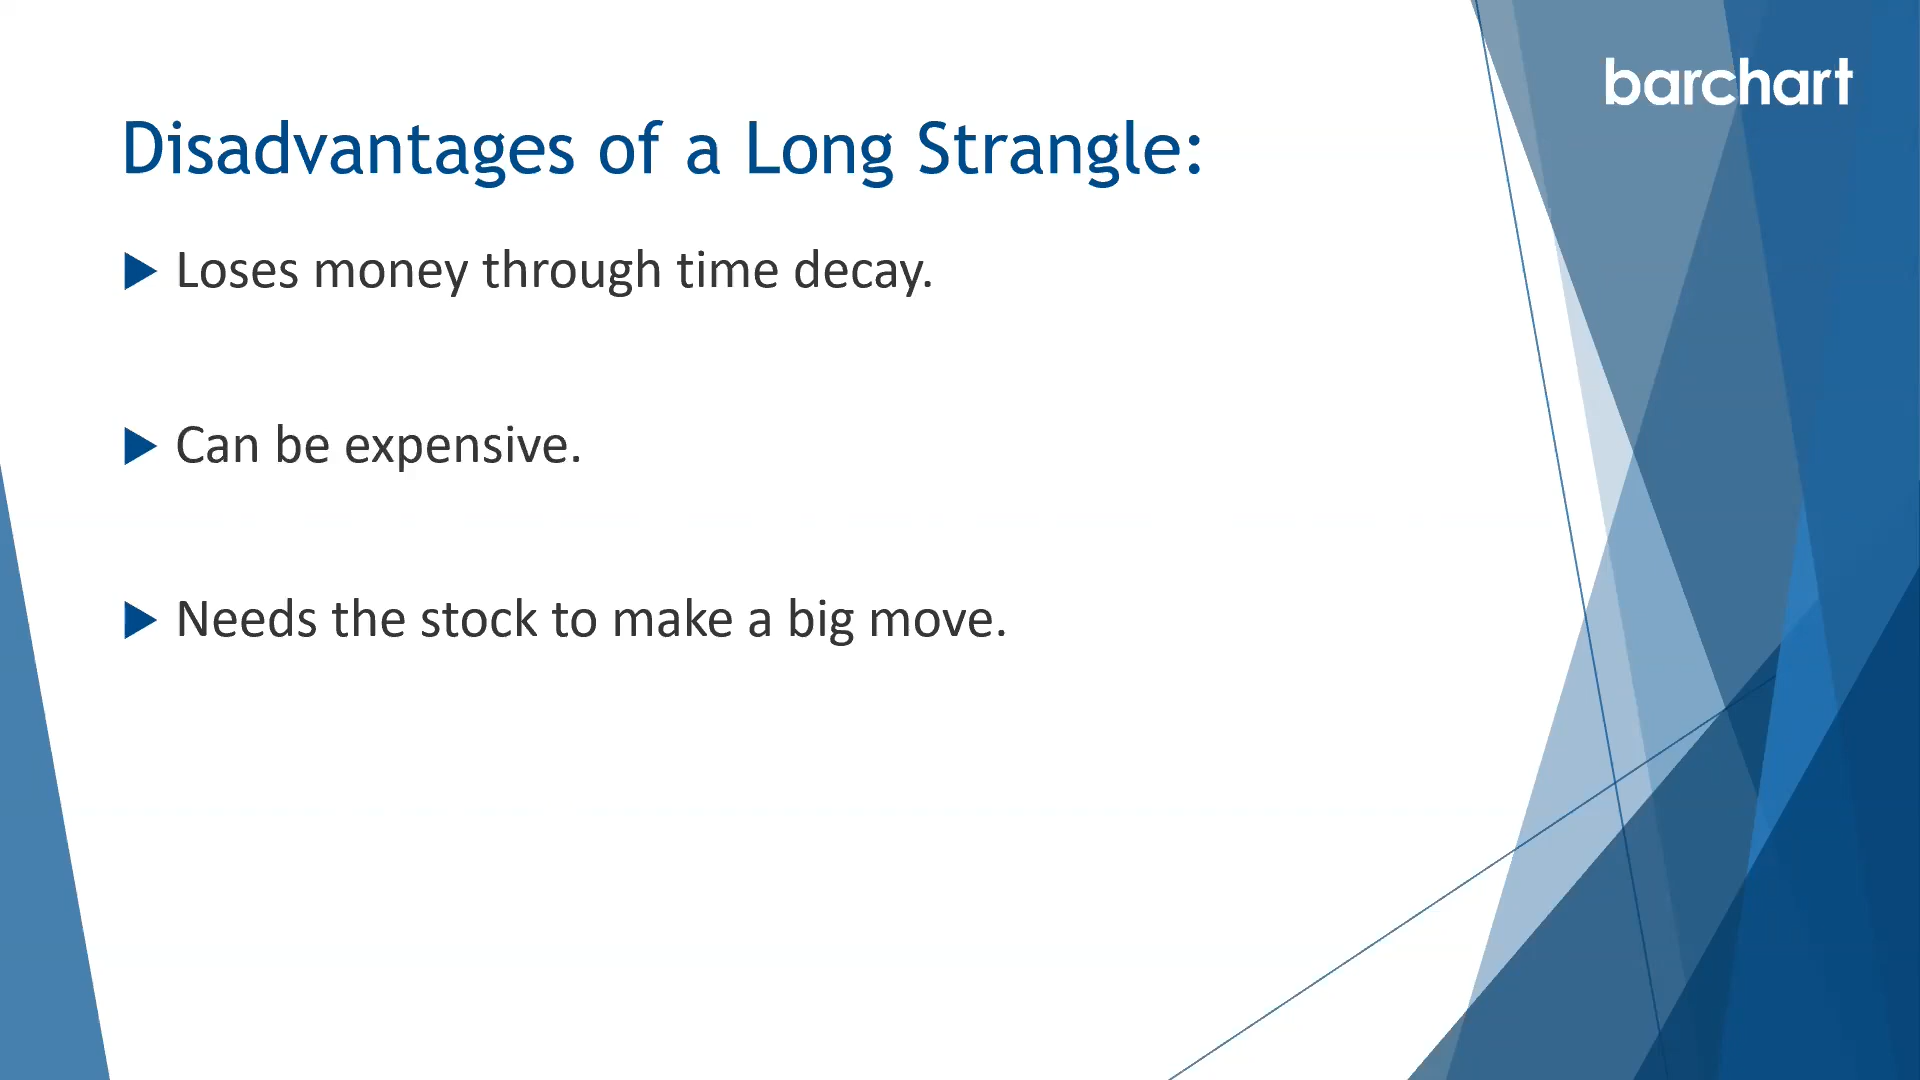 barchart
Disadvantages of a Long Strangle:
Loses money through time decay.
Can be expensive.
Needs the stock to make a big move.